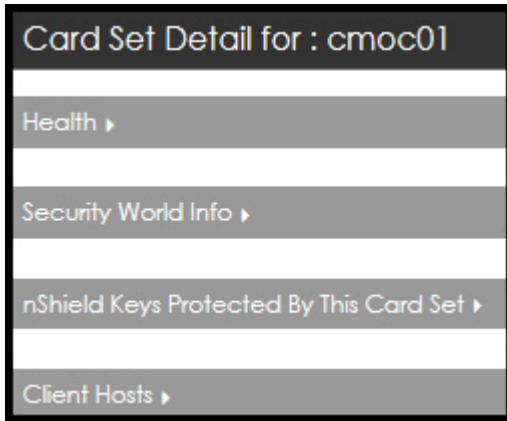 Card Set Detail for : cmoc01
Health
Security World Info
nShield Keys Protected By This Card Set
Client Hosts